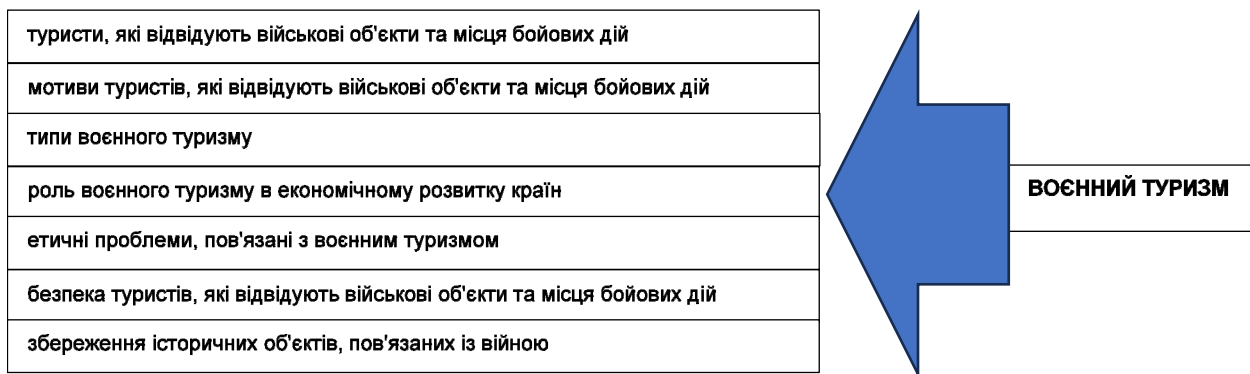 туристи, які відвідують військові об'єкти та місця бойових дій
мотиви туристів, які відвідують військові об'єкти та місця бойових дій
типи воєнного туризму
роль воєнного туризму в економічному розвитку країн
етичні проблеми, пов'язані з воєнним туризмом
безпека туристів, які відвідують військові об'єкти та місця бойових дій
збереження історичних об'єктів, пов'язаних із війною
ВОЄННИЙ ТУРИЗМ